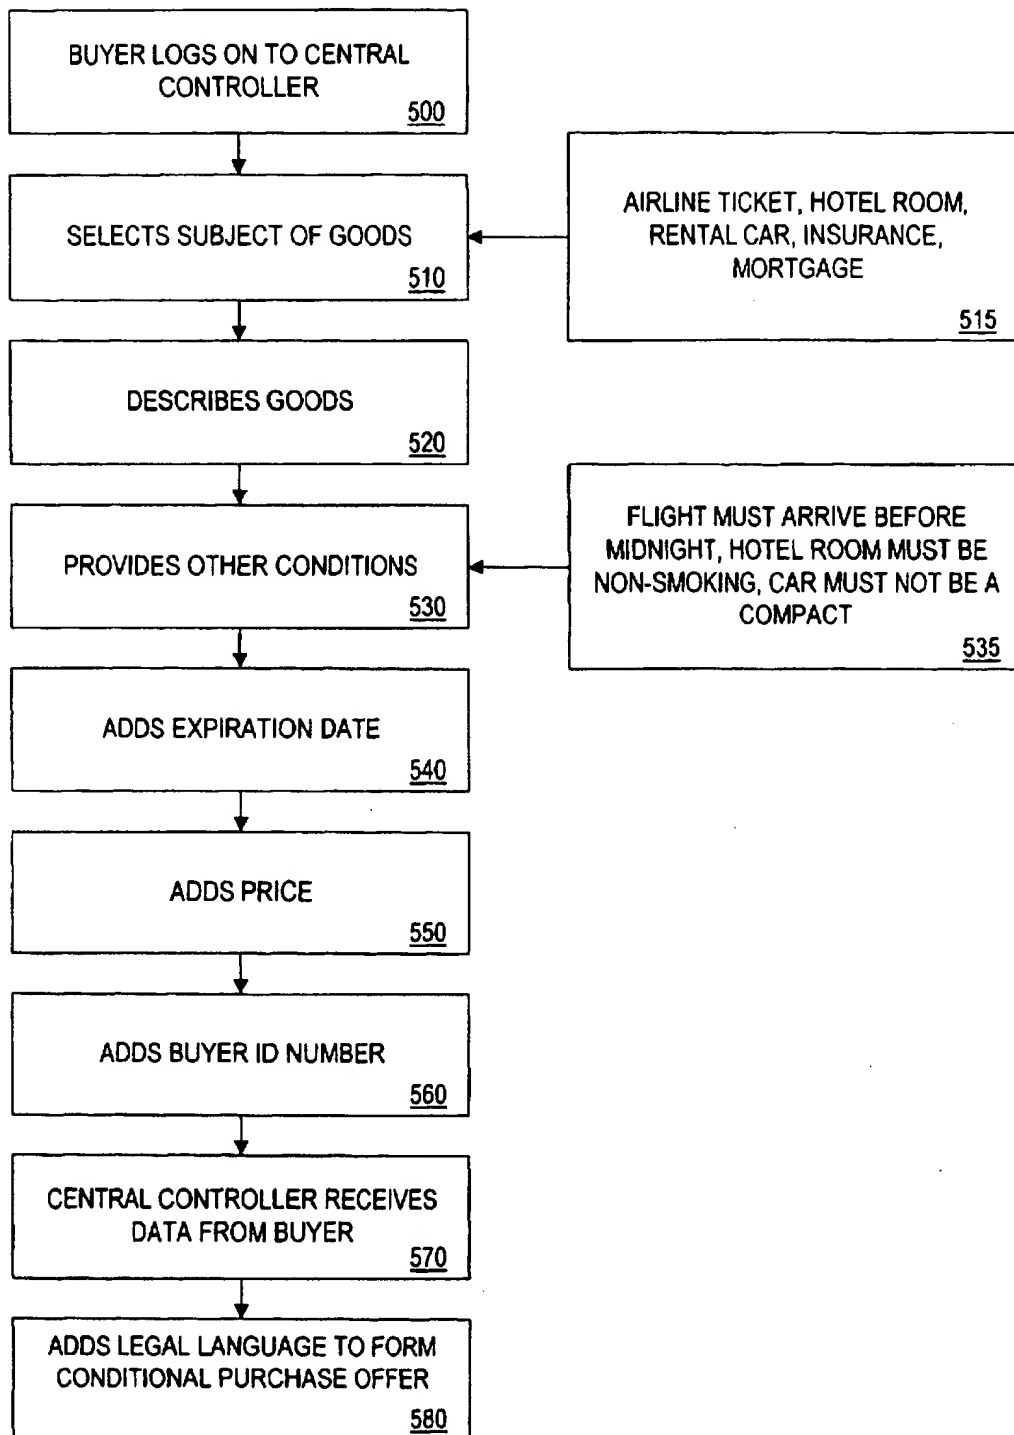 BUYER LOGS ON TO CENTRAL
CONTROLLER
500
SELECTS SUBJECT OF GOODS
510
AIRLINE TICKET, HOTEL ROOM,
RENTAL CAR, INSURANCE,
MORTGAGE
515
DESCRIBES GOODS
520
PROVIDES OTHER CONDITIONS
530
FLIGHT MUST ARRIVE BEFORE
MIDNIGHT, HOTEL ROOM MUST BE
NON-SMOKING, CAR MUST NOT BE A
COMPACT
535
ADDS EXPIRATION DATE
540
ADDS PRICE
550
ADDS BUYER ID NUMBER
560
CENTRAL CONTROLLER RECEIVES
DATA FROM BUYER
570
ADDS LEGAL LANGUAGE TO FORM
CONDITIONAL PURCHASE OFFER
580